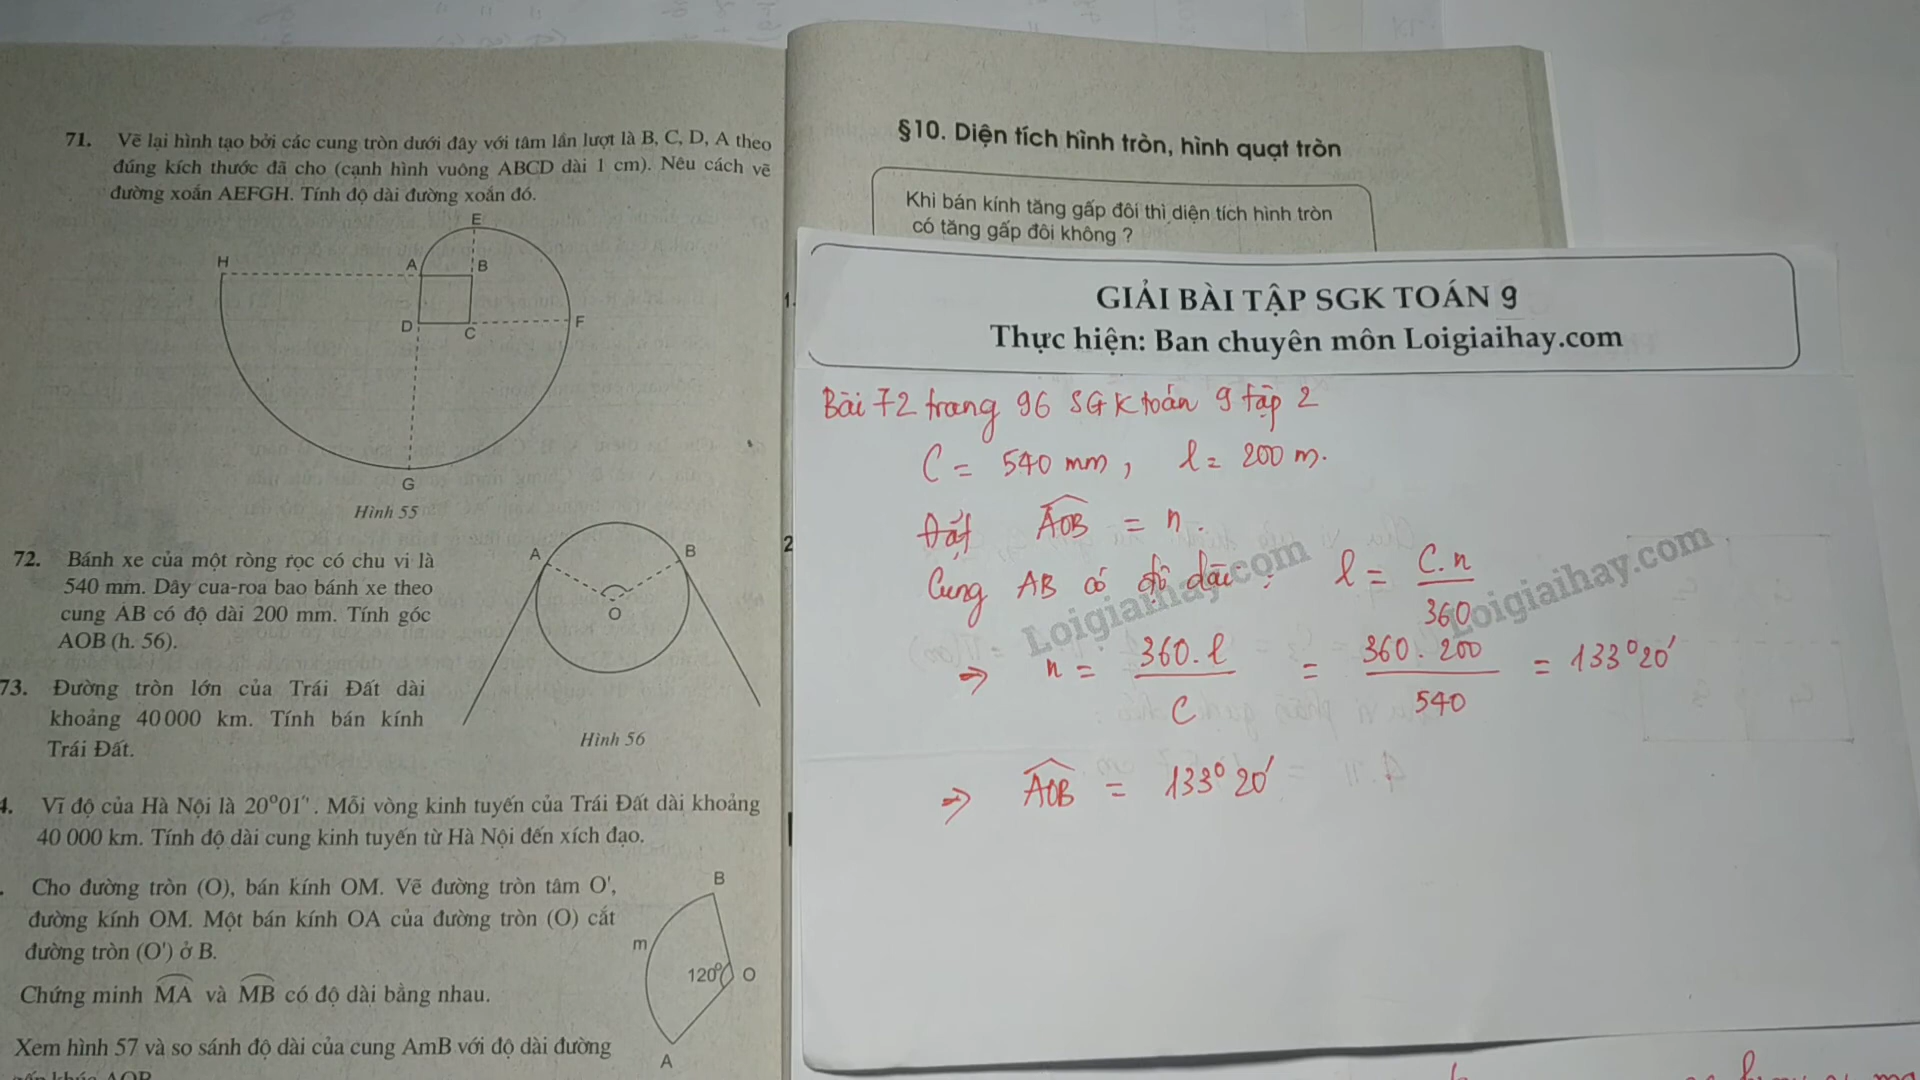 71. Vẽ lại hình tạo bởi các cung tròn dưới đây với tâm lần lượt là B, C, D, A theo
đúng kích thước đã cho (cạnh hình vuông ABCD dài 1 cm). Nêu cách vẽ
đường xoắn AEFGH. Tính độ dài đường xoắn đó.
E
H
A
B
D
C
F
G
Hình 55
72. Bánh xe của một ròng rọc có chu vi là
540 mm. Dây cua-roa bao bánh xe theo
cung AB có độ dài 200 mm. Tính góc
AOB (h. 56).
A
B
O
Hình 56
73. Đường tròn lớn của Trái Đất dài
khoảng 40 000 km. Tính bán kính
Trái Đất.
4. Vĩ độ của Hà Nội là 20°01'. Mỗi vòng kinh tuyến của Trái Đất dài khoảng
40 000 km. Tính độ dài cung kinh tuyến từ Hà Nội đến xích đạo.
Cho đường tròn (O), bán kính OM. Vẽ đường tròn tâm O',
đường kính OM. Một bán kính OA của đường tròn (O) cắt
đường tròn (O') ở B.
Chứng minh MA và MB có độ dài bằng nhau.
B
m
120° O
A
Xem hình 57 và so sánh độ dài của cung AmB với độ dài đường
AOB
§10. Diện tích hình tròn, hình quạt tròn
Khi bán kính tăng gấp đôi thì diện tích hình tròn
có tăng gấp đôi không ?
1.
2
GIẢI BÀI TẬP SGK TOÁN 9
Thực hiện: Ban chuyên môn Loigiaihay.com
Bài 72 trang 96 SGK toán 9 tập 2
C = 540 mm, l = 200 m.
Đặt AOB = n.
Cung AB có độ dài: l = C.n / 360
⇒ n = 360.l / C = 360.200 / 540 = 133°20'
⇒ AOB = 133°20'
Loigiaihay.com
Loigiaihay.com